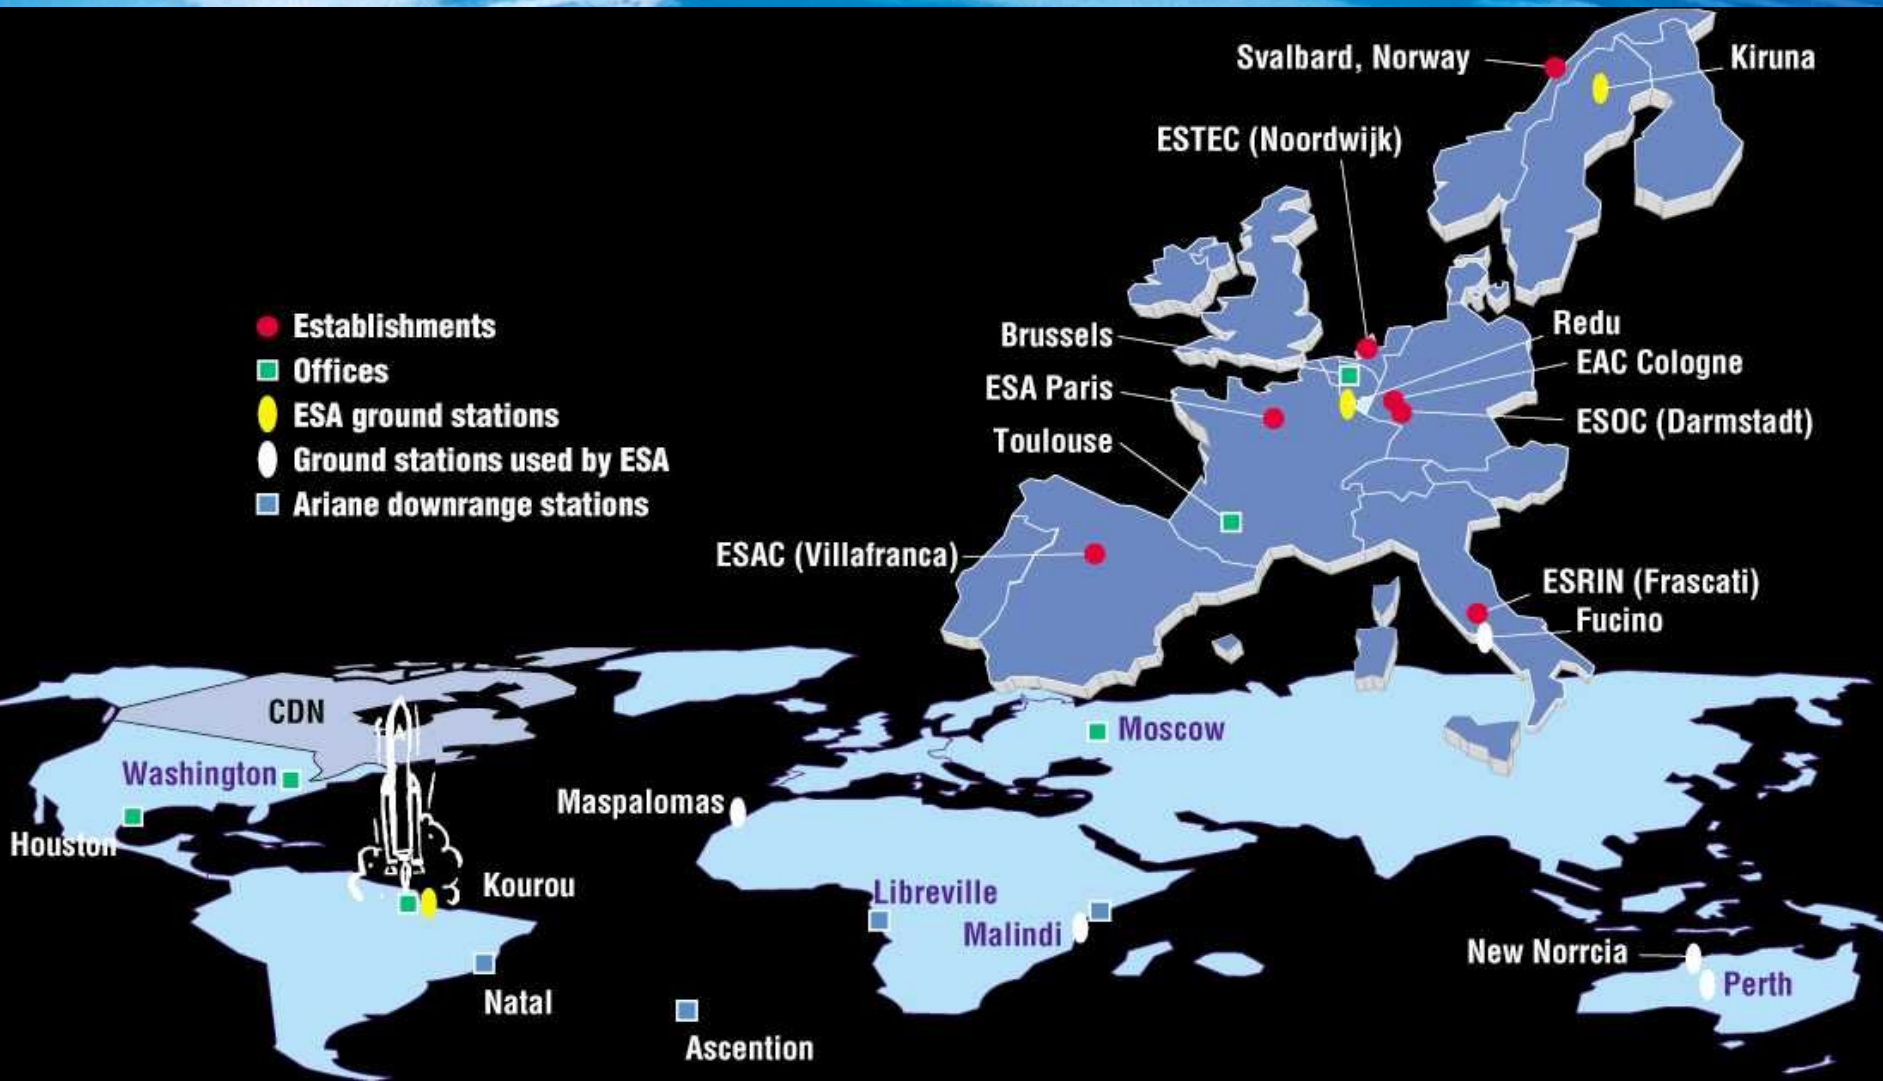 Svalbard, Norway
Kiruna
ESTEC (Noordwijk)
Establishments
Offices
ESA ground stations
Ground stations used by ESA
Ariane downrange stations
Brussels
Redu
EAC Cologne
ESA Paris
ESOC (Darmstadt)
Toulouse
ESAC (Villafranca)
ESRIN (Frascati)
Fucino
CDN
Washington
Houston
Moscow
Maspalomas
Kourou
Libreville
Malindi
Natal
Ascention
New Norrcia
Perth